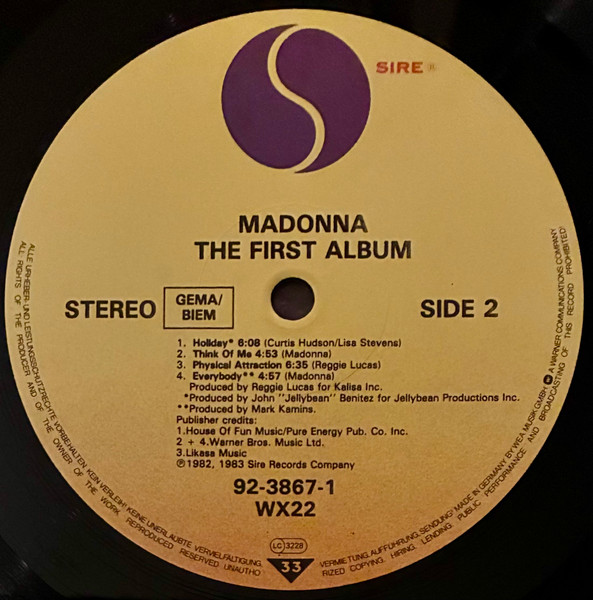 SIRE ®
MADONNA
THE FIRST ALBUM
STEREO
GEMA/
BIEM
SIDE 2
1. Holiday* 6:08 (Curtis Hudson/Lisa Stevens)
2. Think Of Me 4:53 (Madonna)
3. Physical Attraction 6:35 (Reggie Lucas)
4. Everybody** 4:57 (Madonna)
Produced by Reggie Lucas for Kalisa Inc.
*Produced by John "Jellybean" Benitez for Jellybean Productions Inc.
**Produced by Mark Kamins.
Publisher credits:
1.House Of Fun Music/Pure Energy Pub. Co. Inc.
2 + 4.Warner Bros. Music Ltd.
3.Likasa Music
℗1982, 1983 Sire Records Company
92-3867-1
WX22
LC 3228
33
ALLE URHEBER- UND LEISTUNGSSCHUTZRECHTE VORBEHALTEN. KEIN VERLEIH! KEINE UNERLAUBTE VERVIELFÄLTIGUNG,
VERMIETUNG, AUFFÜHRUNG, SENDUNG! MADE IN GERMANY BY WEA MUSIK GMBH A WARNER COMMUNICATIONS COMPANY
ALL RIGHTS OF THE PRODUCER AND OF THE OWNER OF THE WORK REPRODUCED RESERVED UNAUTHO
RIZED COPYING, HIRING, LENDING PUBLIC PERFORMANCE AND BROADCASTING OF THIS RECORD PROHIBITED!